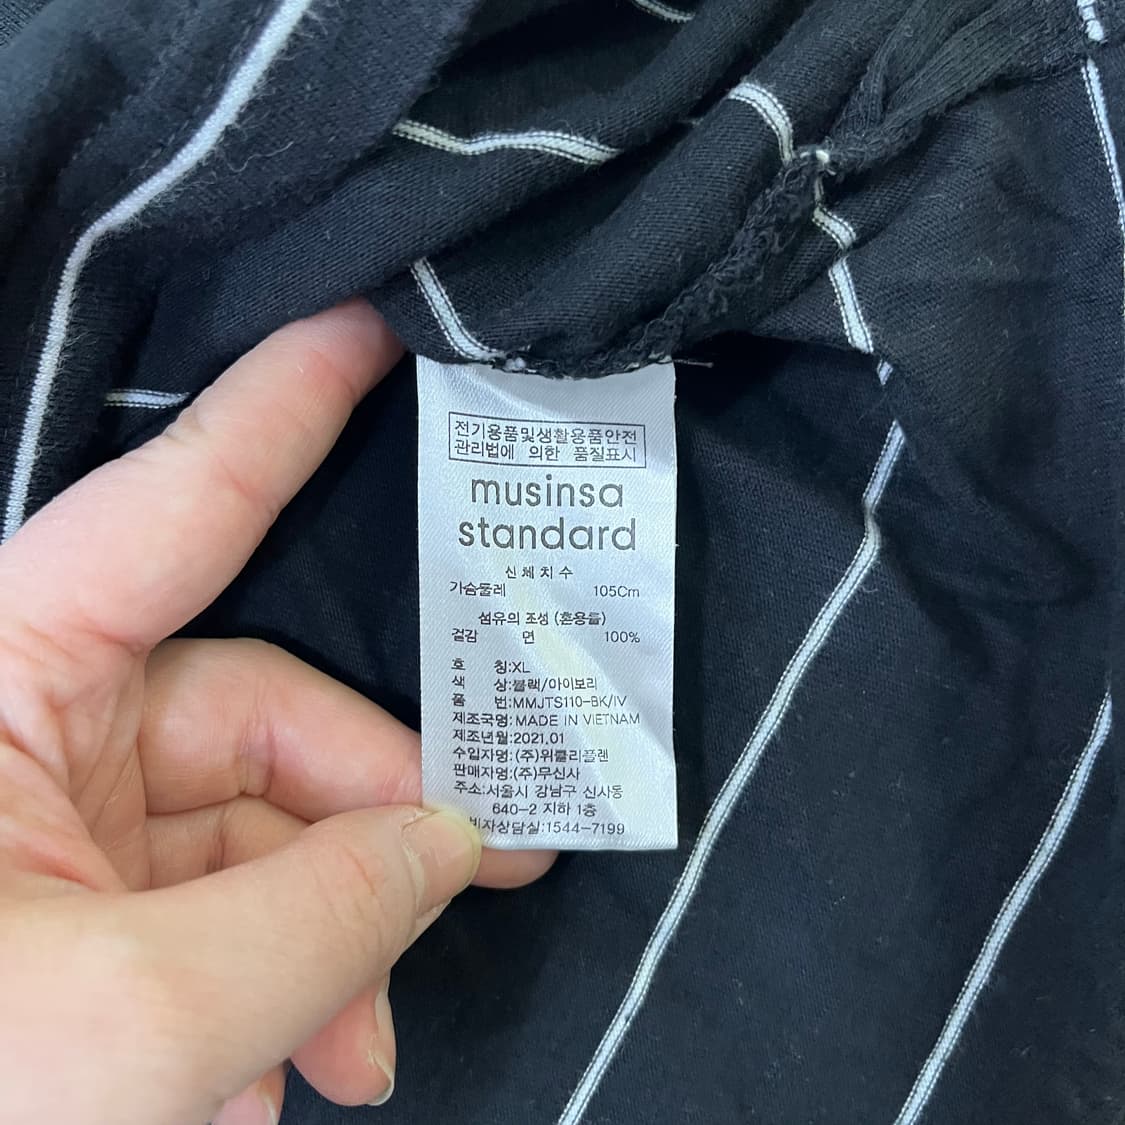 전기용품및생활용품안전
관리법에 의한 품질표시
musinsa
standard
신체치수
가슴둘레 105Cm
섬유의 조성 (혼용률)
겉감 면 100%
호 칭:XL
색 상:블랙/아이보리
품 번:MMJTS110-BK/IV
제조국명:MADE IN VIETNAM
제조년월:2021.01
수입자명:(주)위클리플랜
판매자명:(주)무신사
주소:서울시 강남구 신사동
640-2 지하 1층
비자상담실:1544-7199